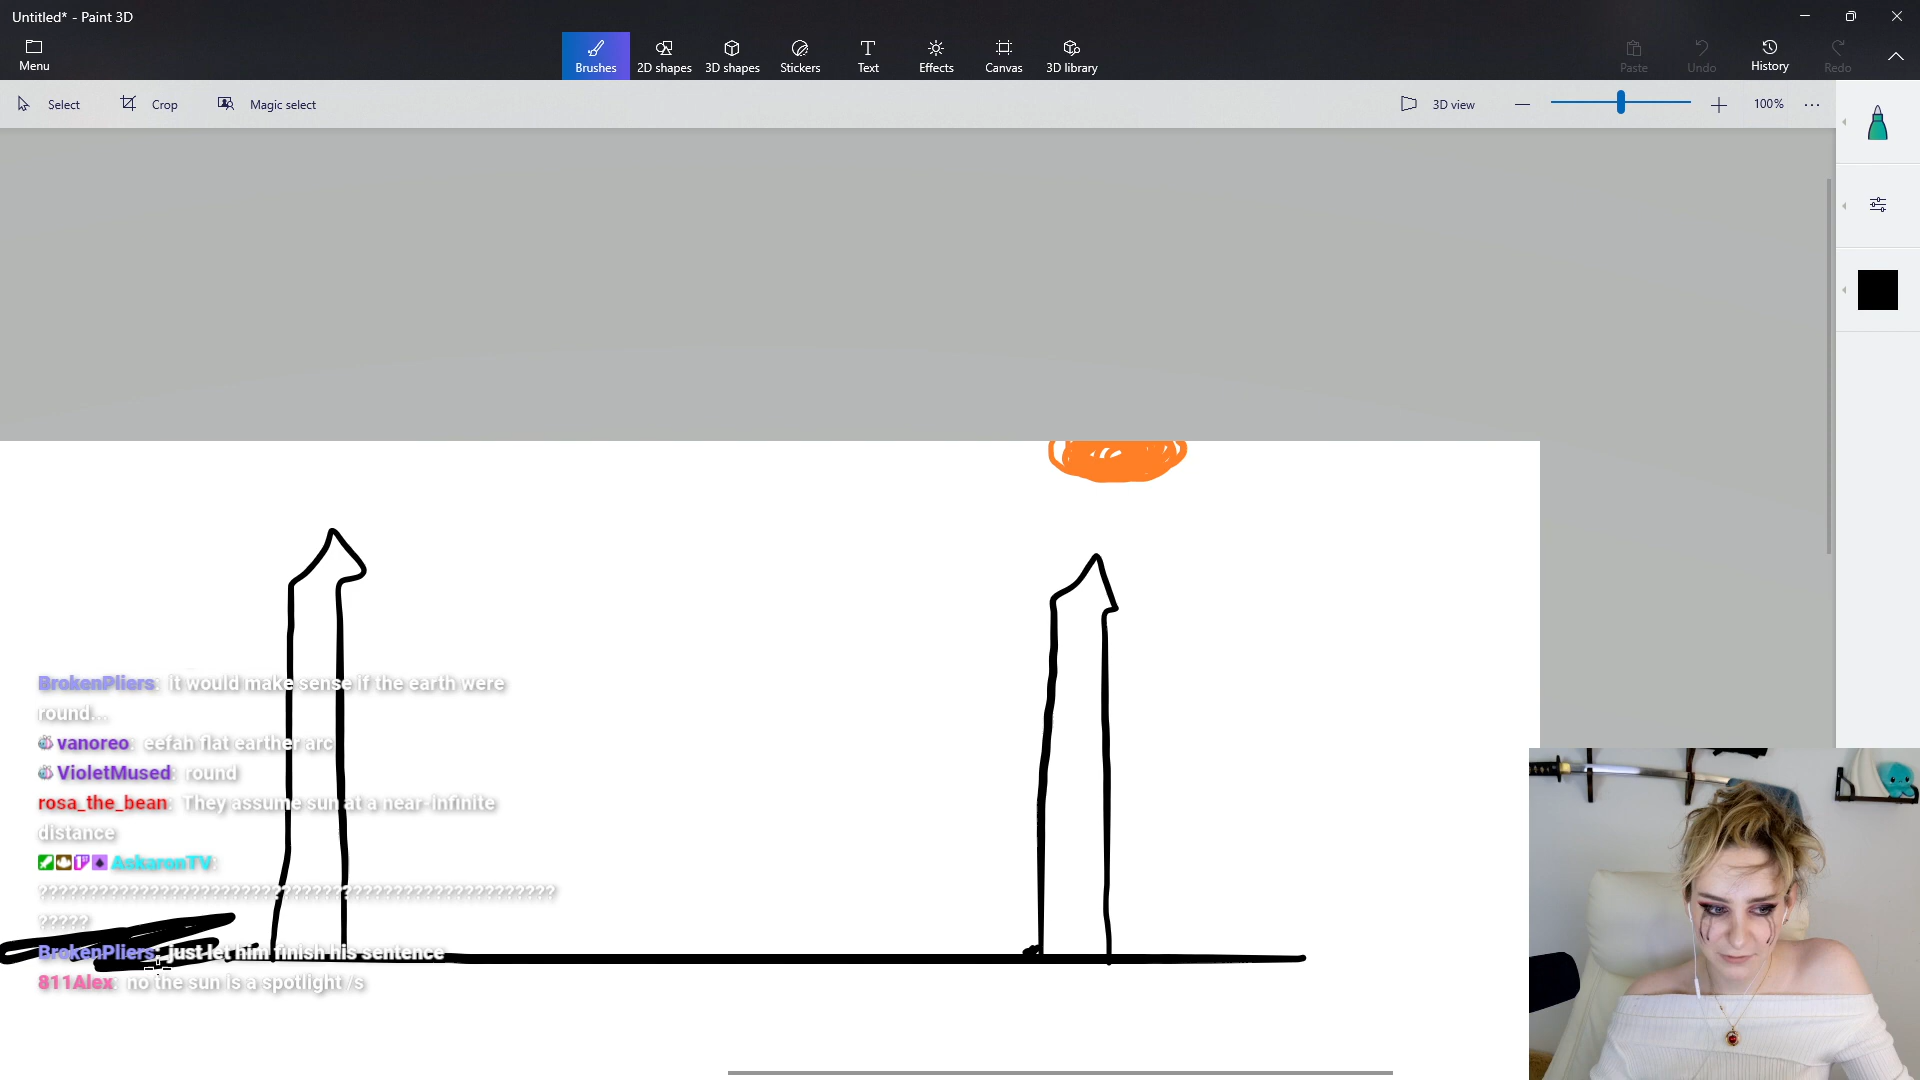 Untitled* - Paint 3D
Menu
Brushes
2D shapes
3D shapes
Stickers
Text
Effects
Canvas
3D library
Paste
Undo
History
Redo
Select
Crop
Magic select
3D view
100%
BrokenPliers: it would make sense if the earth were
round...
vanoreo: eefah flat earther arc
VioletMused: round
rosa_the_bean: They assume sun at a near-infinite
distance
AskaronTV:
????????????????????????????????????????????????????
?????
BrokenPliers: just let him finish his sentence
811Alex: no the sun is a spotlight /s